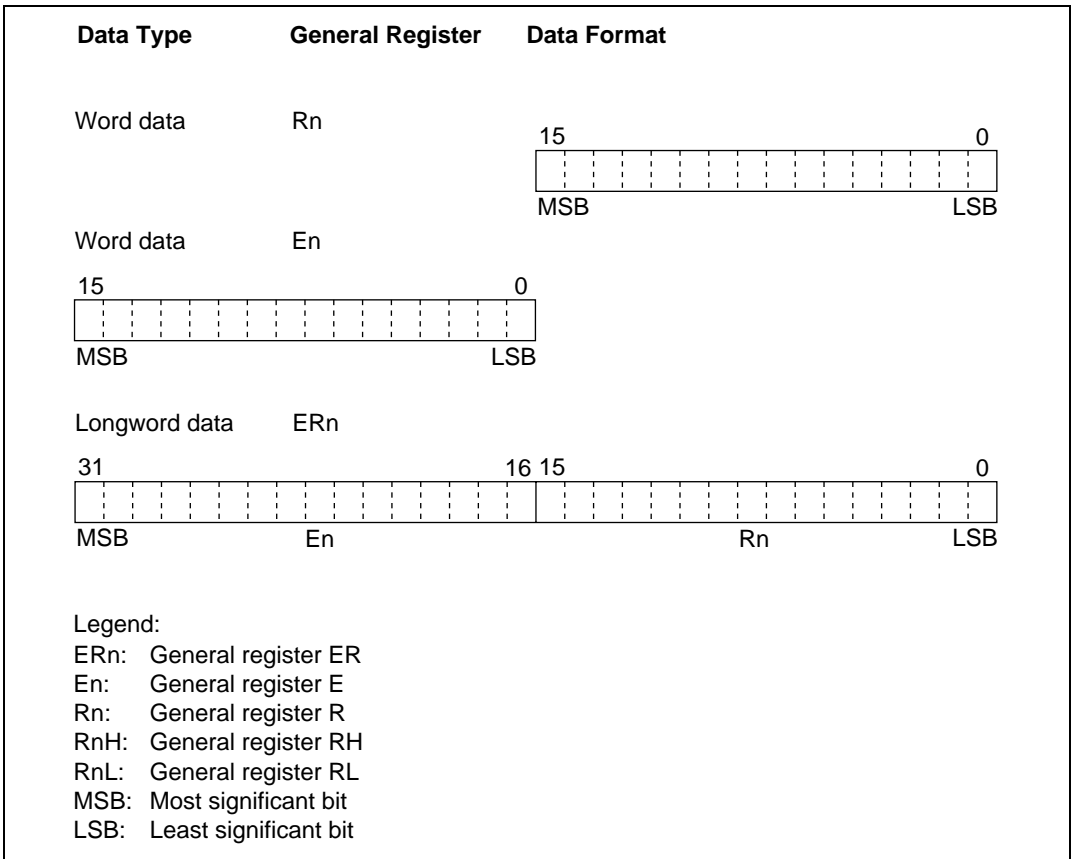 Data Type General Register Data Format
Word data Rn
15 0
MSB LSB
Word data En
15 0
MSB LSB
Longword data ERn
31 16 15 0
MSB En Rn LSB
Legend:
ERn: General register ER
En: General register E
Rn: General register R
RnH: General register RH
RnL: General register RL
MSB: Most significant bit
LSB: Least significant bit